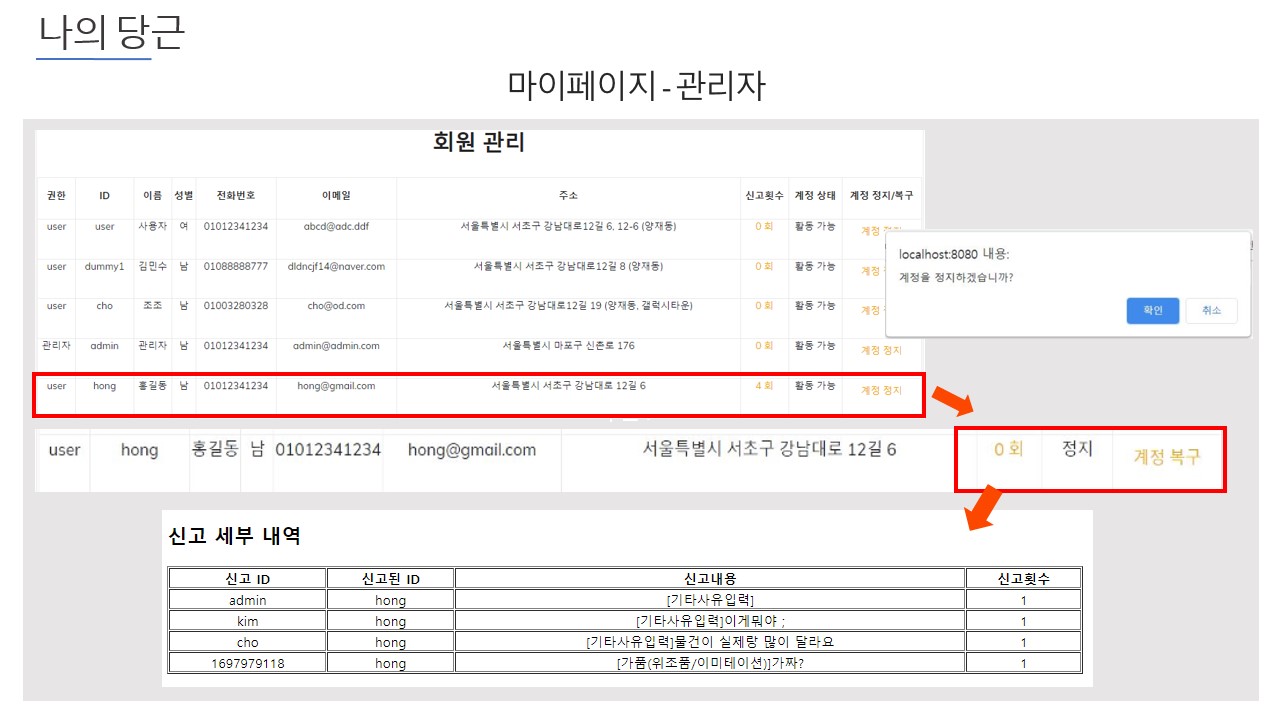 나의 당근
마이페이지 - 관리자
회원 관리
권한 ID 이름 성별 전화번호 이메일 주소 신고횟수 계정 상태 계정 정지/복구
user user 사용자 여 01012341234 abcd@adc.ddf 서울특별시 서초구 강남대로12길 6, 12-6 (양재동) 0 회 활동 가능 계정
user dummy1 김민수 남 01088888777 dldncjf14@naver.com 서울특별시 서초구 강남대로12길 8 (양재동) 0 회 활동 가능 계정
user cho 조조 남 01003280328 cho@od.com 서울특별시 서초구 강남대로12길 19 (양재동, 갤럭시타운) 0 회 활동 가능 계정
관리자 admin 관리자 남 01012341234 admin@admin.com 서울특별시 마포구 신촌로 176 0 회 활동 가능 계정 정지
user hong 홍길동 남 01012341234 hong@gmail.com 서울특별시 서초구 강남대로 12길 6 4 회 활동 가능 계정 정지
localhost:8080 내용:
계정을 정지하겠습니까?
확인 취소
user hong 홍길동 남 01012341234 hong@gmail.com 서울특별시 서초구 강남대로 12길 6 0 회 정지 계정 복구
신고 세부 내역
신고 ID 신고된 ID 신고내용 신고횟수
admin hong [기타사유입력] 1
kim hong [기타사유입력]이게뭐야 ; 1
cho hong [기타사유입력]물건이 실제랑 많이 달라요 1
1697979118 hong [가품(위조품/이미테이션)]가짜? 1